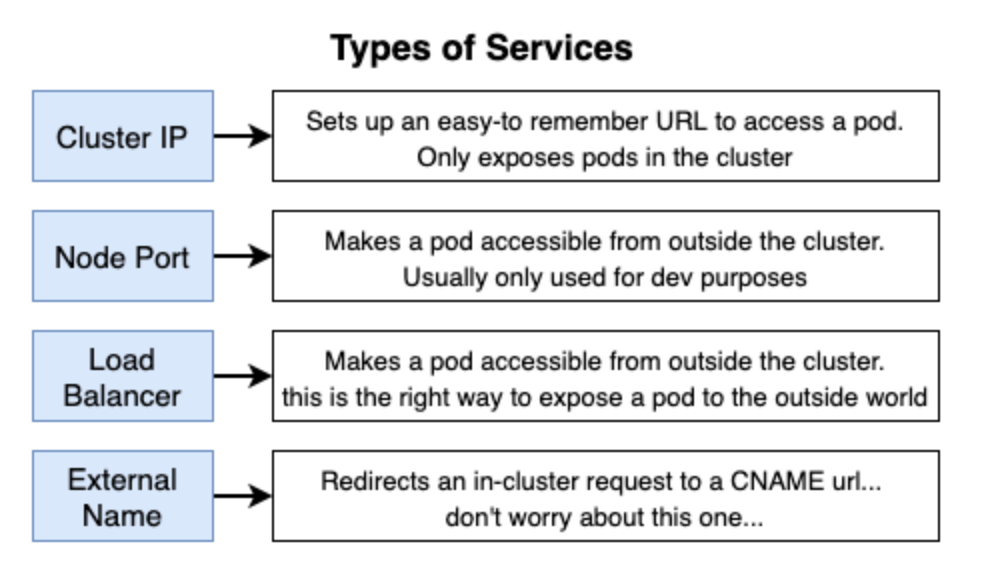 Types of Services
Cluster IP
Sets up an easy-to remember URL to access a pod.
Only exposes pods in the cluster
Node Port
Makes a pod accessible from outside the cluster.
Usually only used for dev purposes
Load
Balancer
Makes a pod accessible from outside the cluster.
this is the right way to expose a pod to the outside world
External
Name
Redirects an in-cluster request to a CNAME url...
don't worry about this one...